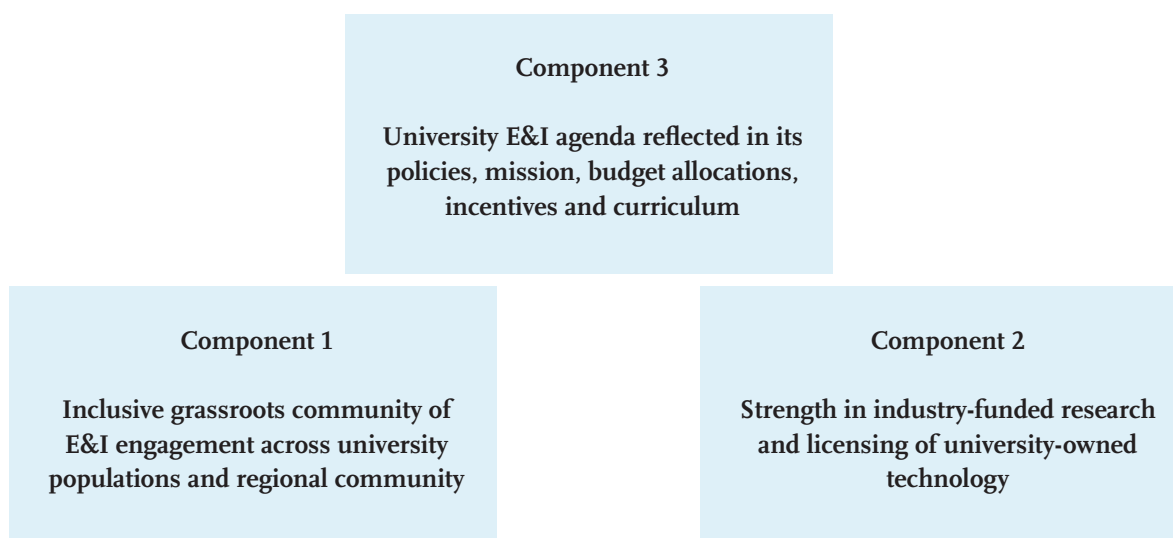 Component 3
University E&I agenda reflected in its
policies, mission, budget allocations,
incentives and curriculum
Component 1
Inclusive grassroots community of
E&I engagement across university
populations and regional community
Component 2
Strength in industry-funded research
and licensing of university-owned
technology